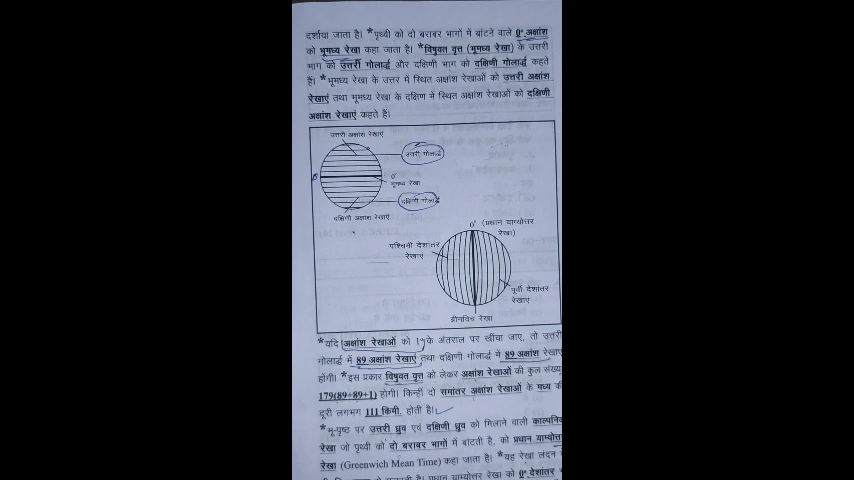 दर्शाया जाता है। *पृथ्वी को दो बराबर भागों में बांटने वाले 0° अक्षांश
को भूमध्य रेखा कहा जाता है। *विषुवत वृत्त (भूमध्य रेखा) के उत्तरी
भाग को उत्तरी गोलार्द्ध और दक्षिणी भाग को दक्षिणी गोलार्द्ध कहते
हैं। *भूमध्य रेखा के उत्तर में स्थित अक्षांश रेखाओं को उत्तरी अक्षांश
रेखाएं तथा भूमध्य रेखा के दक्षिण में स्थित अक्षांश रेखाओं को दक्षिणी
अक्षांश रेखाएं कहते हैं।
उत्तरी अक्षांश रेखाएं
उत्तरी गोलार्द्ध
0°
भूमध्य रेखा
दक्षिणी गोलार्द्ध
दक्षिणी अक्षांश रेखाएं
0° (प्रधान याम्योत्तर
रेखा)
पश्चिमी देशांतर
रेखाएं
पूर्वी देशांतर
रेखाएं
ग्रीनविच रेखा
*यदि अक्षांश रेखाओं को 1° के अंतराल पर खींचा जाए, तो उत्तरी
गोलार्द्ध में 89 अक्षांश रेखाएं तथा दक्षिणी गोलार्द्ध में 89 अक्षांश रेखाएं
होंगी। *इस प्रकार विषुवत वृत्त को लेकर अक्षांश रेखाओं की कुल
179(89+89+1) होगी। किन्हीं दो समांतर अक्षांश रेखाओं के मध्य की
दूरी लगभग 111 किमी. होती है।
*भू-पृष्ठ पर उत्तरी ध्रुव एवं दक्षिणी ध्रुव को मिलाने वाली
रेखा जो पृथ्वी को दो बराबर भागों में बांटती है, को प्रधान
रेखा (Greenwich Mean Time) कहा जाता है। *यह रेखा लंदन
प्रधान याम्योत्तर रेखा को 0° देशांतर